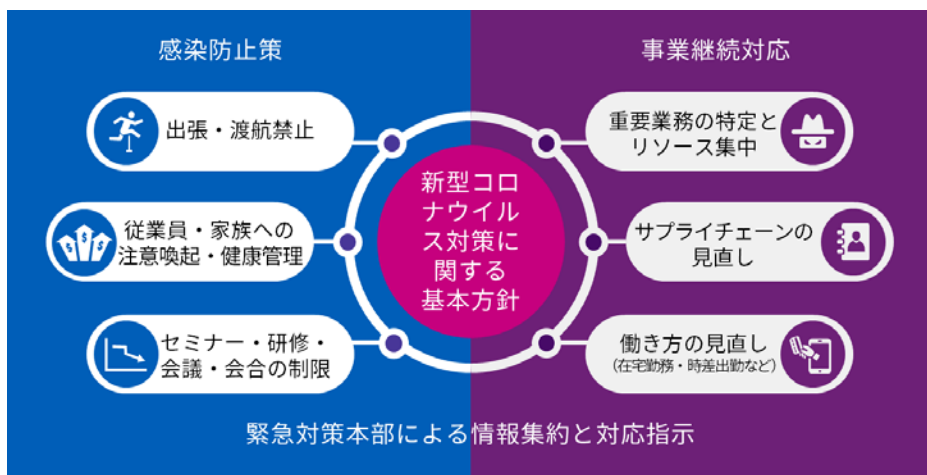 感染防止策
出張・渡航禁止
従業員・家族への
注意喚起・健康管理
セミナー・研修・
会議・会合の制限
新型コロ
ナウイル
ス対策に
関する
基本方針
事業継続対応
重要業務の特定と
リソース集中
サプライチェーンの
見直し
働き方の見直し
(在宅勤務・時差出勤など)
緊急対策本部による情報集約と対応指示